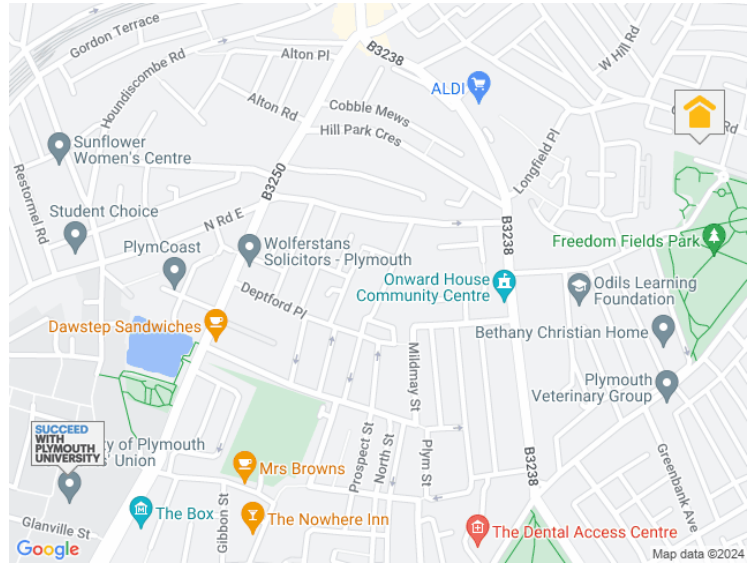 Gordon Terrace
Alton Pl
B3238
W Hill Rd
Houndiscombe Rd
ALDI
Alton Rd
Cobble Mews
Hill Park Cres
Sunflower
Women's Centre
Longfield Pl
B3250
Restormel Rd
Student Choice
N Rd E
B3238
PlymCoast
Wolferstans
Solicitors - Plymouth
Freedom Fields Park
Onward House
Community Centre
Odils Learning
Foundation
Deptford Pl
Dawstep Sandwiches
Bethany Christian Home
Mildmay St
Plymouth
Veterinary Group
SUCCEED
WITH
PLYMOUTH
UNIVERSITY
ty of Plymouth
s' Union
Mrs Browns
Prospect St
North St
Plym St
B3238
Greenbank Ave
The Box
Gibbon St
The Nowhere Inn
Glanville St
The Dental Access Centre
Google
Map data ©2024